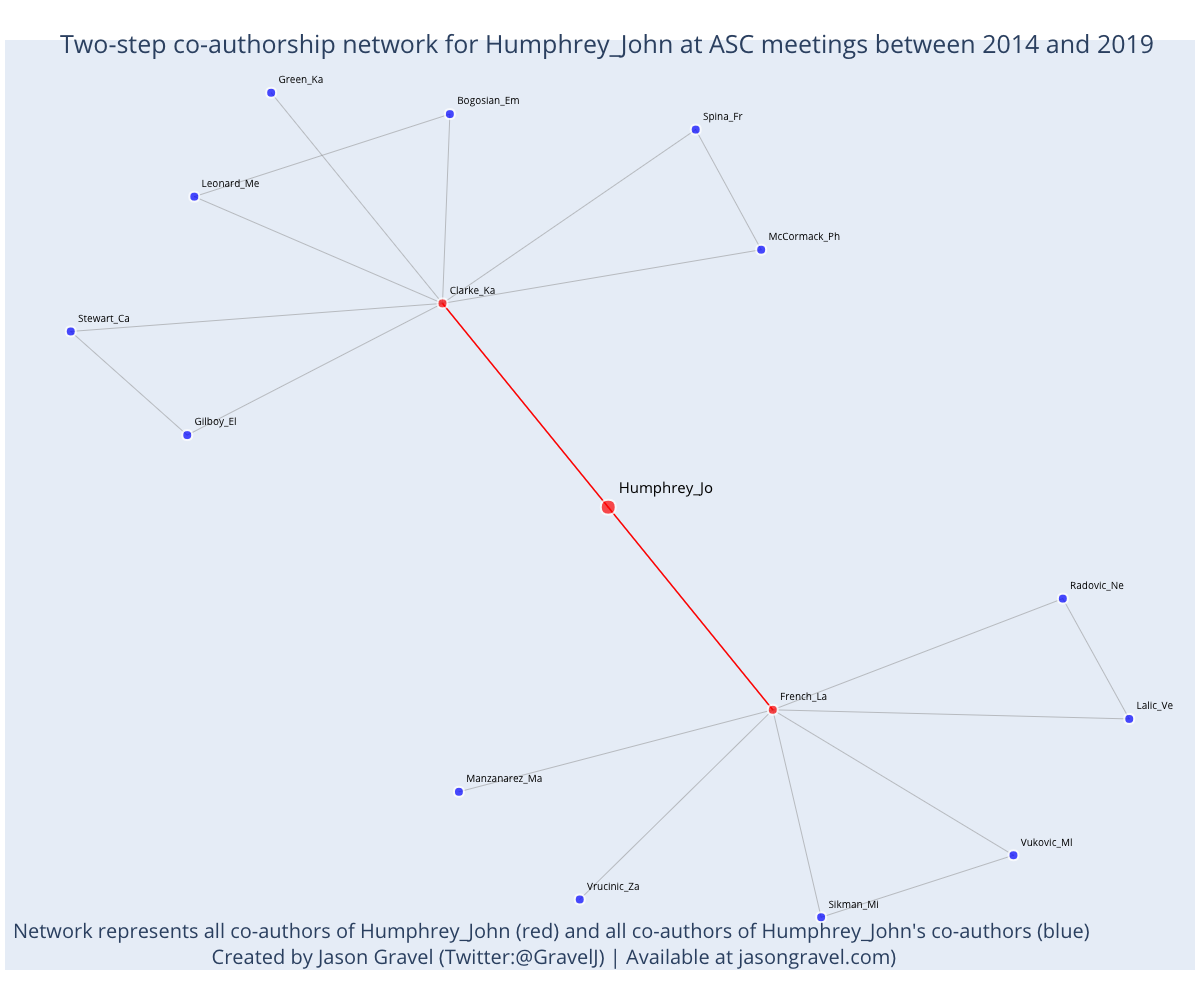 Two-step co-authorship network for Humphrey_John at ASC meetings between 2014 and 2019
Green_Ka
Bogosian_Em
Spina_Fr
Leonard_Me
McCormack_Ph
Clarke_Ka
Stewart_Ca
Gilboy_El
Humphrey_Jo
Radovic_Ne
French_La
Lalic_Ve
Manzanarez_Ma
Vukovic_Ml
Vrucinic_Za
Sikman_Mi
Network represents all co-authors of Humphrey_John (red) and all co-authors of Humphrey_John's co-authors (blue)
Created by Jason Gravel (Twitter:@GravelJ) | Available at jasongravel.com)